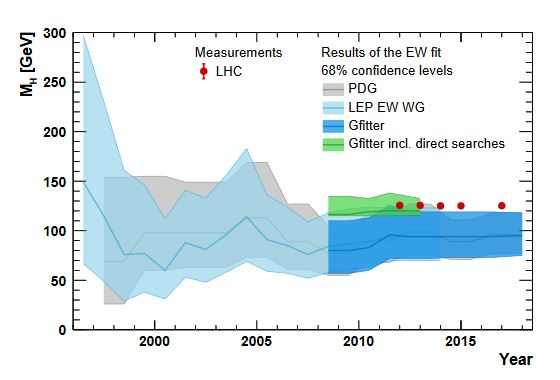 M_H [GeV]
300
250
200
150
100
50
0
Measurements
LHC
Results of the EW fit
68% confidence levels
PDG
LEP EW WG
Gfitter
Gfitter incl. direct searches
2000
2005
2010
2015
Year